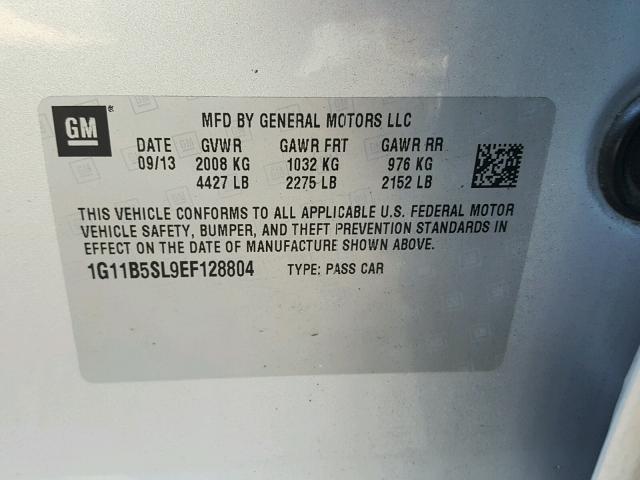 GM®
MFD BY GENERAL MOTORS LLC
DATE GVWR GAWR FRT GAWR RR
09/13 2008 KG 1032 KG 976 KG
4427 LB 2275 LB 2152 LB
THIS VEHICLE CONFORMS TO ALL APPLICABLE U.S. FEDERAL MOTOR
VEHICLE SAFETY, BUMPER, AND THEFT PREVENTION STANDARDS IN
EFFECT ON THE DATE OF MANUFACTURE SHOWN ABOVE.
1G11B5SL9EF128804 TYPE: PASS CAR